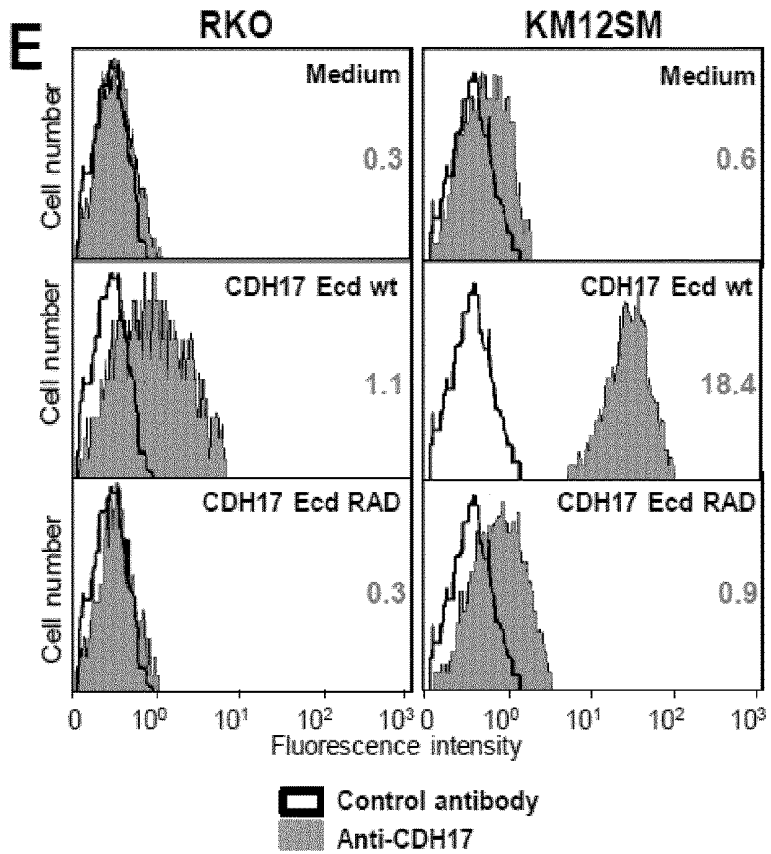 E
RKO
KM12SM
Cell number
Medium
0.3
Medium
0.6
Cell number
CDH17 Ecd wt
1.1
CDH17 Ecd wt
18.4
Cell number
CDH17 Ecd RAD
0.3
CDH17 Ecd RAD
0.9
0 10⁰ 10¹ 10² 10³
0 10⁰ 10¹ 10² 10³
Fluorescence intensity
Control antibody
Anti-CDH17